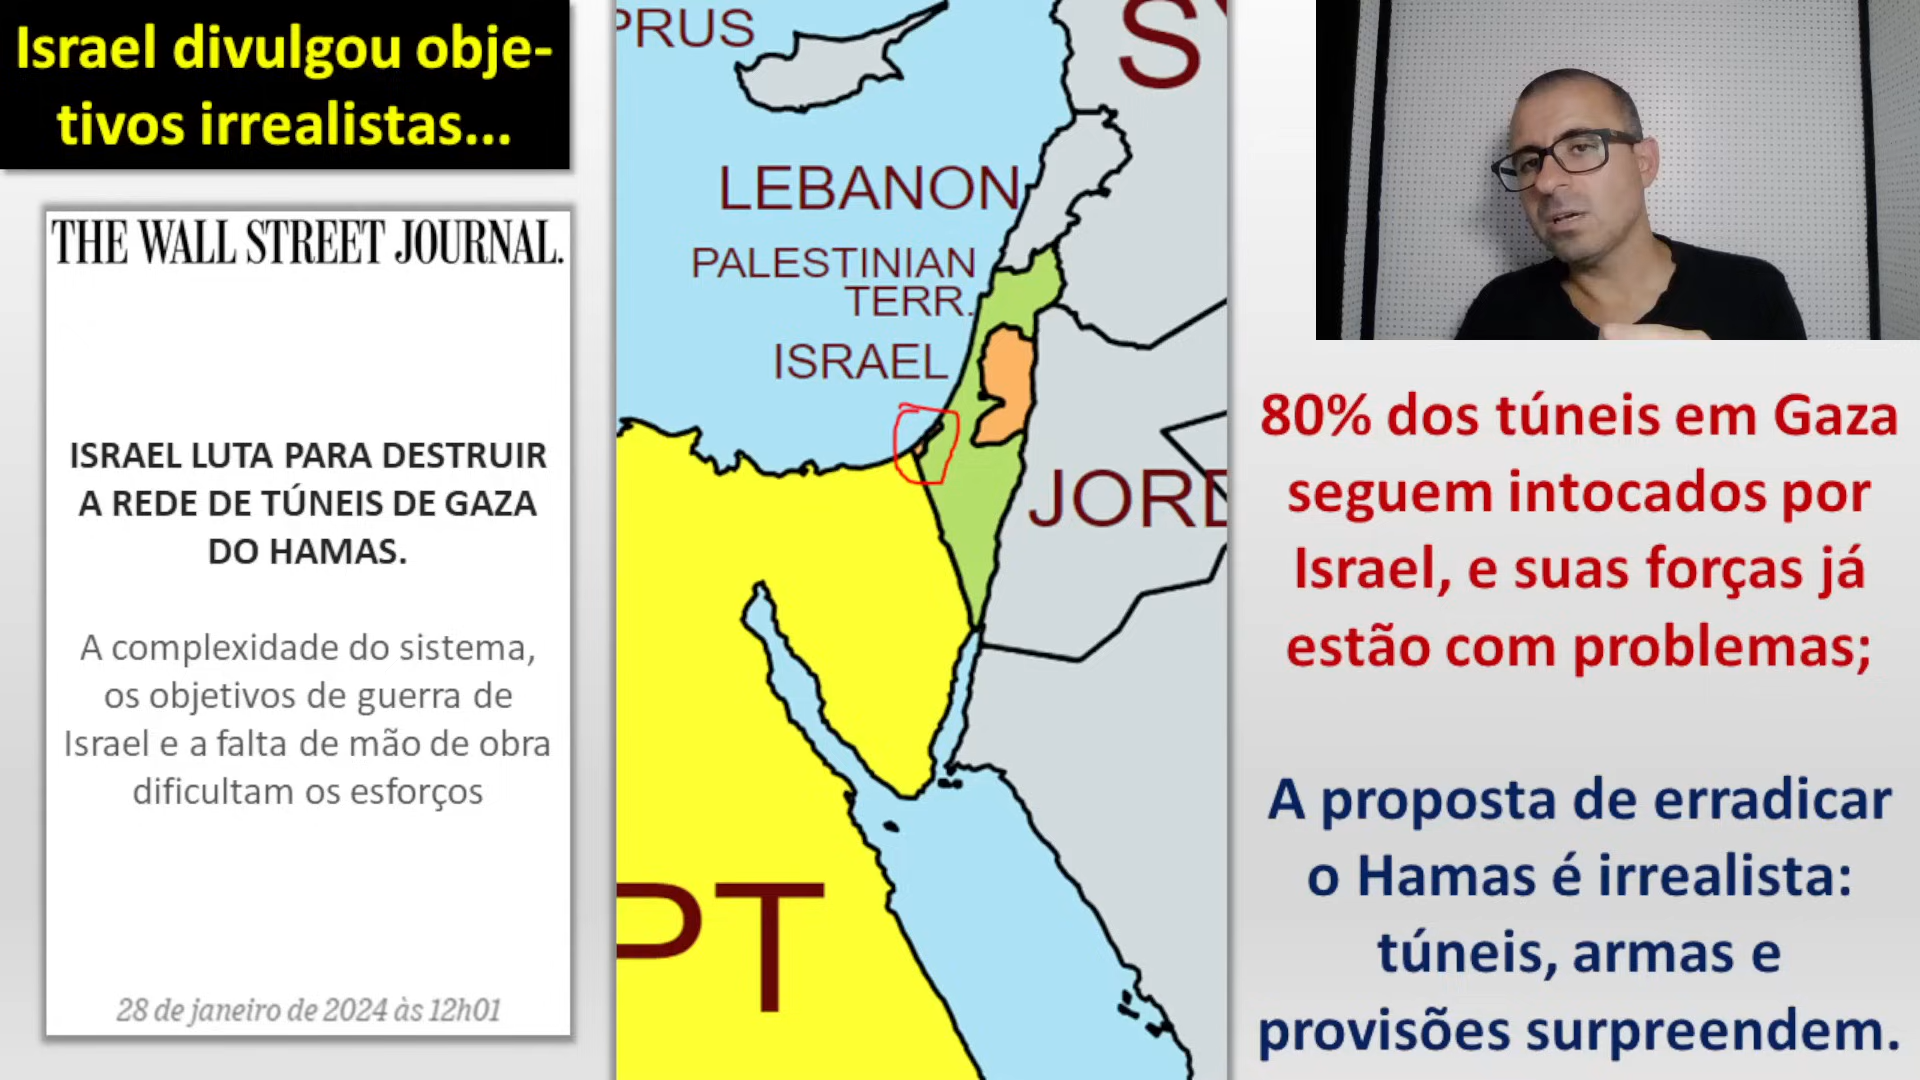 Israel divulgou obje-
tivos irrealistas...
THE WALL STREET JOURNAL.
ISRAEL LUTA PARA DESTRUIR
A REDE DE TÚNEIS DE GAZA
DO HAMAS.
A complexidade do sistema,
os objetivos de guerra de
Israel e a falta de mão de obra
dificultam os esforços
28 de janeiro de 2024 às 12h01
PRUS
SY
LEBANON
PALESTINIAN
TERR.
ISRAEL
JORD
PT
80% dos túneis em Gaza
seguem intocados por
Israel, e suas forças já
estão com problemas;
A proposta de erradicar
o Hamas é irrealista:
túneis, armas e
provisões surpreendem.